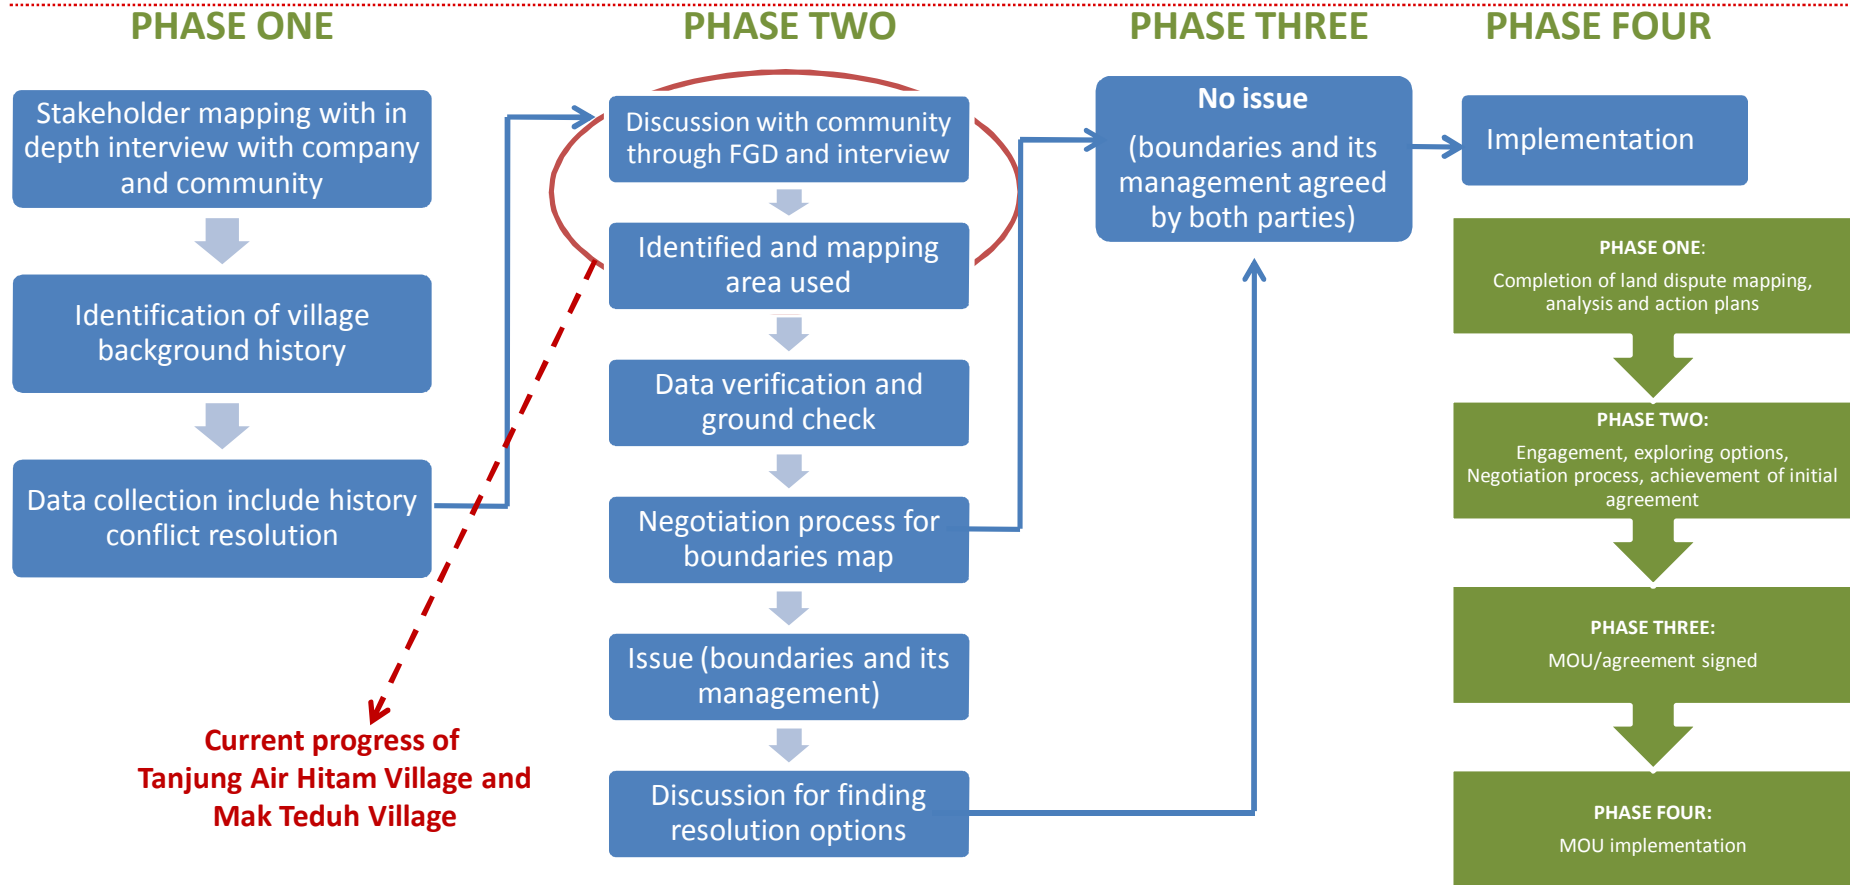 PHASE ONE
PHASE TWO
PHASE THREE
PHASE FOUR
Stakeholder mapping with in
depth interview with company
and community
Identification of village
background history
Data collection include history
conflict resolution
Current progress of
Tanjung Air Hitam Village and
Mak Teduh Village
Discussion with community
through FGD and interview
Identified and mapping
area used
Data verification and
ground check
Negotiation process for
boundaries map
Issue (boundaries and its
management)
Discussion for finding
resolution options
No issue
(boundaries and its
management agreed
by both parties)
Implementation
PHASE ONE:
Completion of land dispute mapping,
analysis and action plans
PHASE TWO:
Engagement, exploring options,
Negotiation process, achievement of initial
agreement
PHASE THREE:
MOU/agreement signed
PHASE FOUR:
MOU implementation